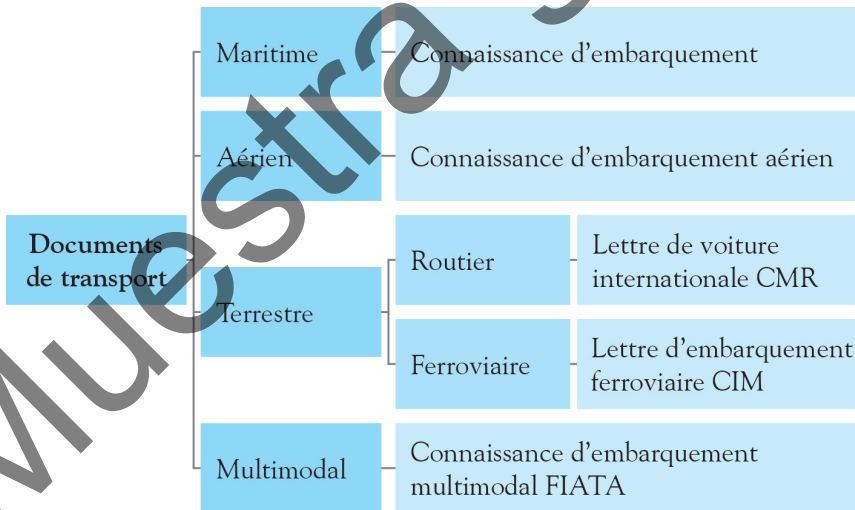 Maritime
Connaissance d'embarquement
Aérien
Connaissance d'embarquement aérien
Documents
de transport
Terrestre
Routier
Lettre de voiture
internationale CMR
Ferroviaire
Lettre d'embarquement
ferroviaire CIM
Multimodal
Connaissance d'embarquement
multimodal FIATA
Muestra